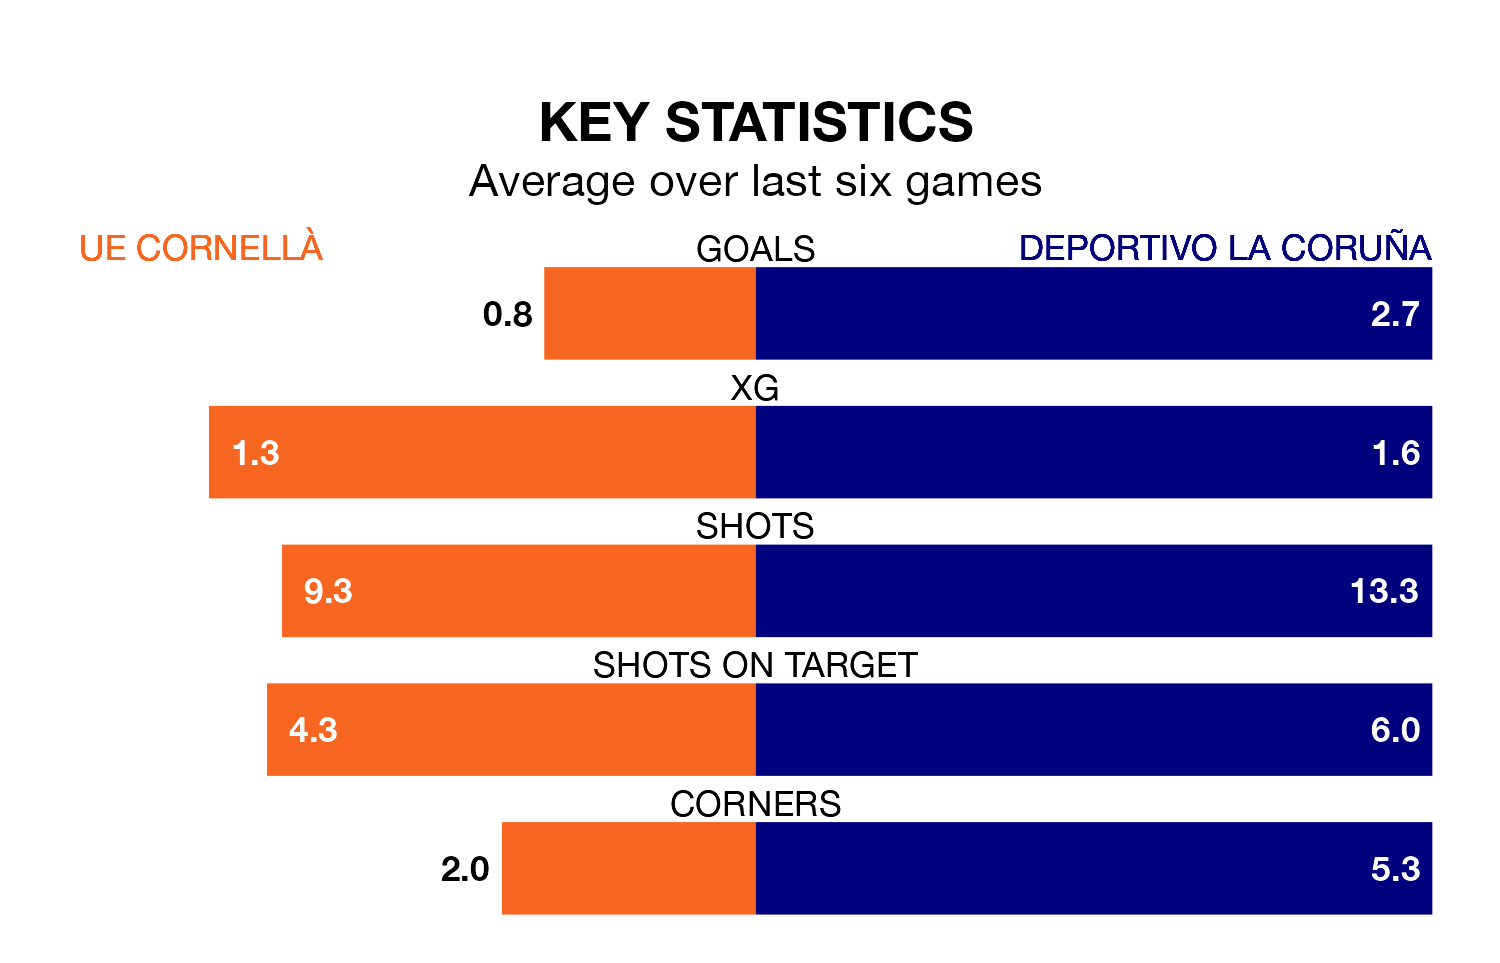 KEY STATISTICS
Average over last six games
UE CORNELLÀ
GOALS
DEPORTIVO LA CORUÑA
0.8
2.7
XG
1.3
1.6
SHOTS
9.3
13.3
SHOTS ON TARGET
4.3
6.0
CORNERS
2.0
5.3